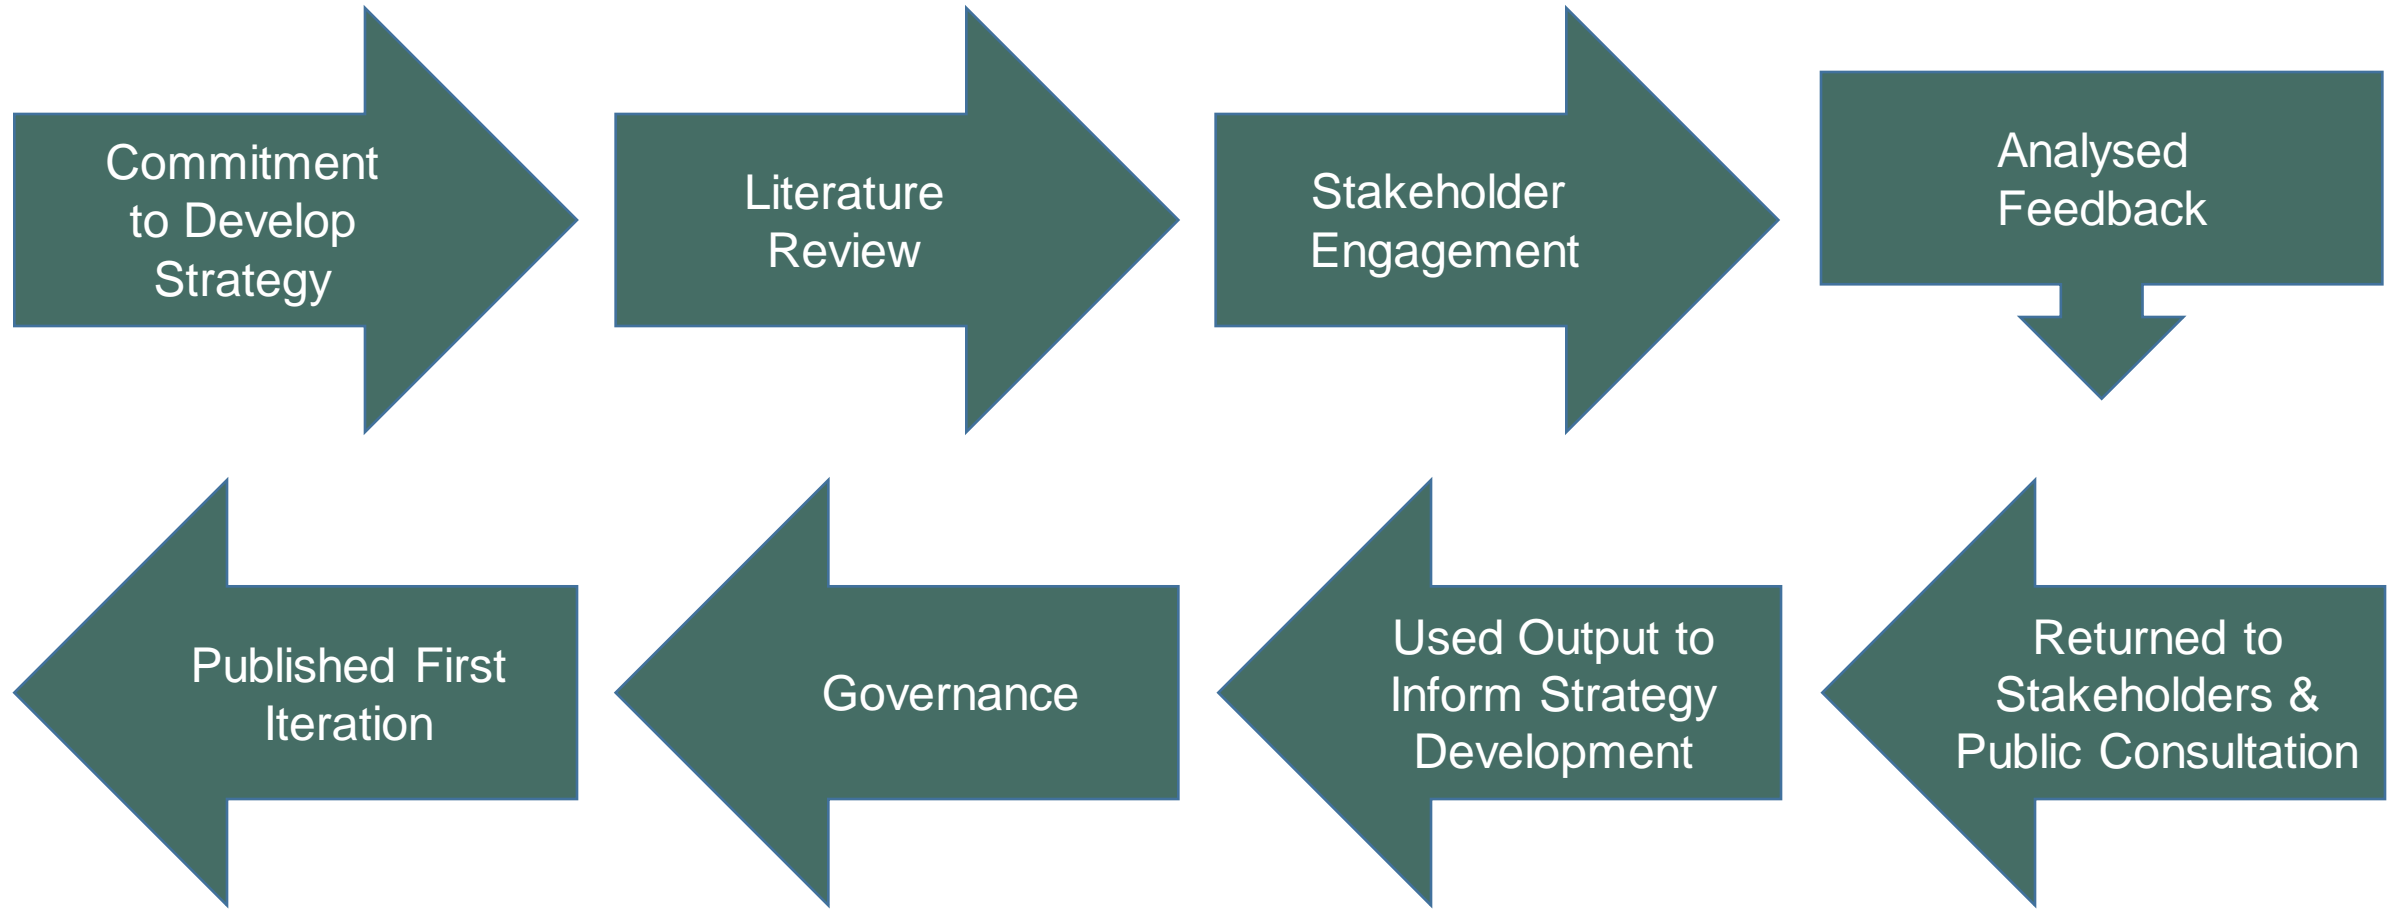 Commitment
to Develop
Strategy
Literature
Review
Stakeholder
Engagement
Analysed
Feedback
Returned to
Stakeholders &
Public Consultation
Used Output to
Inform Strategy
Development
Governance
Published First
Iteration